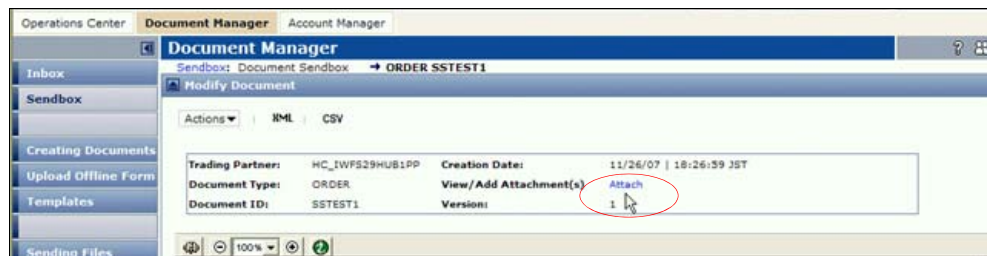 Operations Center Document Manager Account Manager
Document Manager
?
Sendbox: Document Sendbox → ORDER SSTEST1
Inbox
Modify Document
Sendbox
Actions XML CSV
Creating Documents
Trading Partner: HC_IWFS29HUB1PP Creation Date: 11/26/07 | 18:26:59 JST
Upload Offline Form
Document Type: ORDER View/Add Attachment(s) Attach
Templates
Document ID: SSTEST1 Version: 1
100%
Sending Files